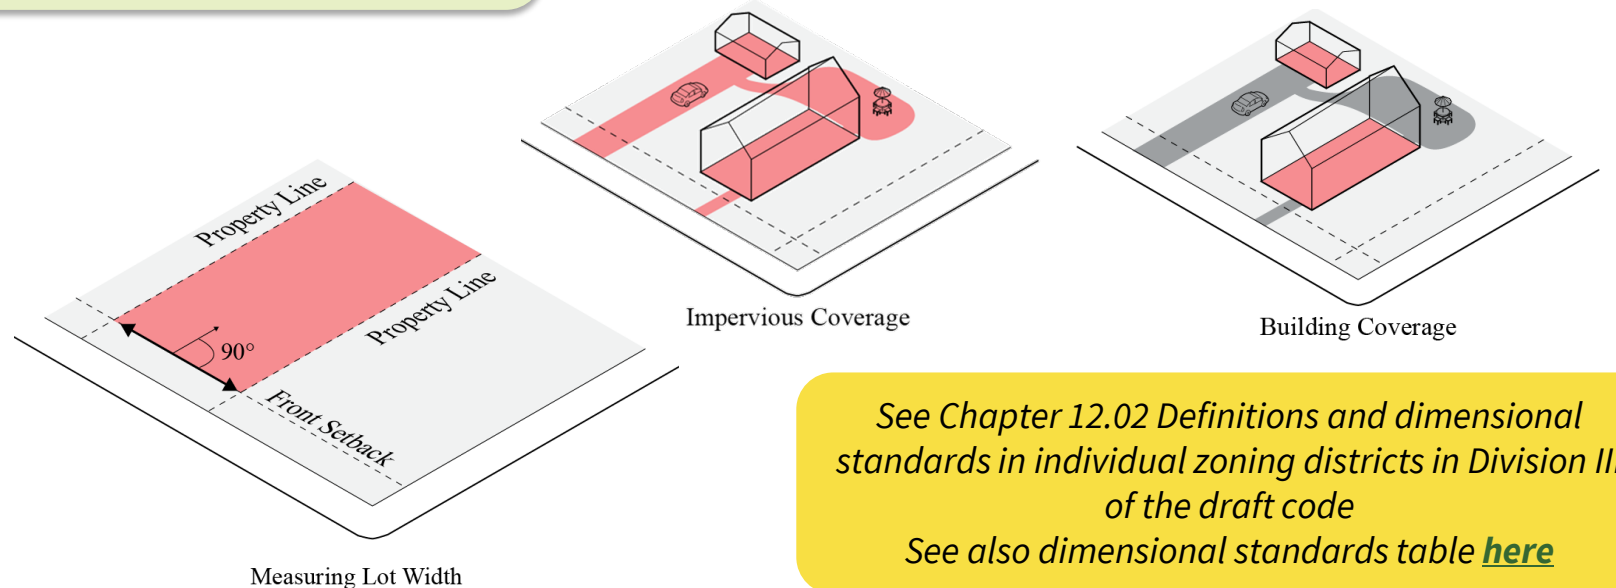 Property Line
Property Line
90°
Front Setback
Measuring Lot Width
Impervious Coverage
Building Coverage
See Chapter 12.02 Definitions and dimensional
standards in individual zoning districts in Division III
of the draft code
See also dimensional standards table here